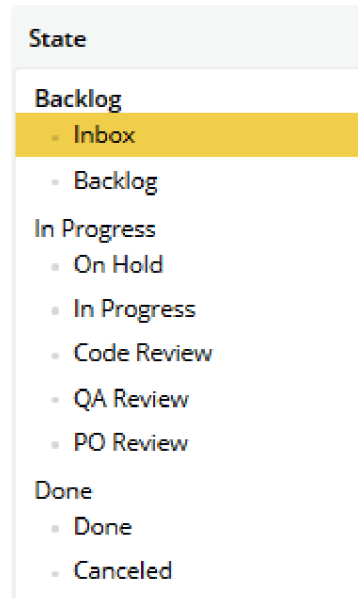 State
Backlog
Inbox
Backlog
In Progress
On Hold
In Progress
Code Review
QA Review
PO Review
Done
Done
Canceled